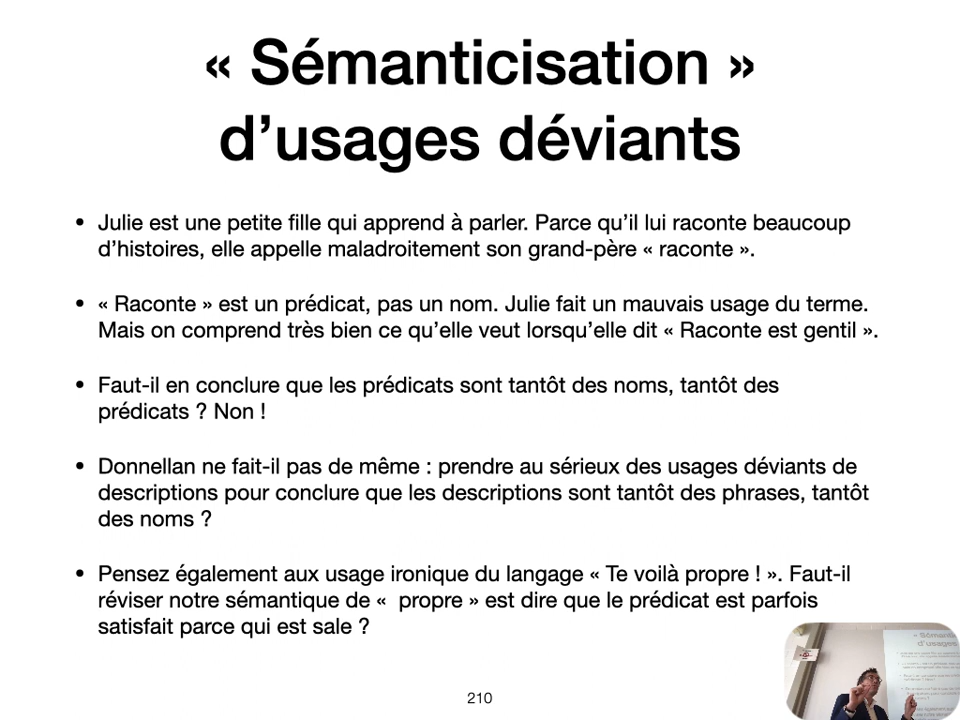 « Sémanticisation »
d’usages déviants
• Julie est une petite fille qui apprend à parler. Parce qu’il lui raconte beaucoup
d’histoires, elle appelle maladroitement son grand-père « raconte ».
• « Raconte » est un prédicat, pas un nom. Julie fait un mauvais usage du terme.
Mais on comprend très bien ce qu’elle veut lorsqu’elle dit « Raconte est gentil ».
• Faut-il en conclure que les prédicats sont tantôt des noms, tantôt des
prédicats ? Non !
• Donnellan ne fait-il pas de même : prendre au sérieux des usages déviants de
descriptions pour conclure que les descriptions sont tantôt des phrases, tantôt
des noms ?
• Pensez également aux usage ironique du langage « Te voilà propre ! ». Faut-il
réviser notre sémantique de «  propre » est dire que le prédicat est parfois
satisfait parce qui est sale ?
210